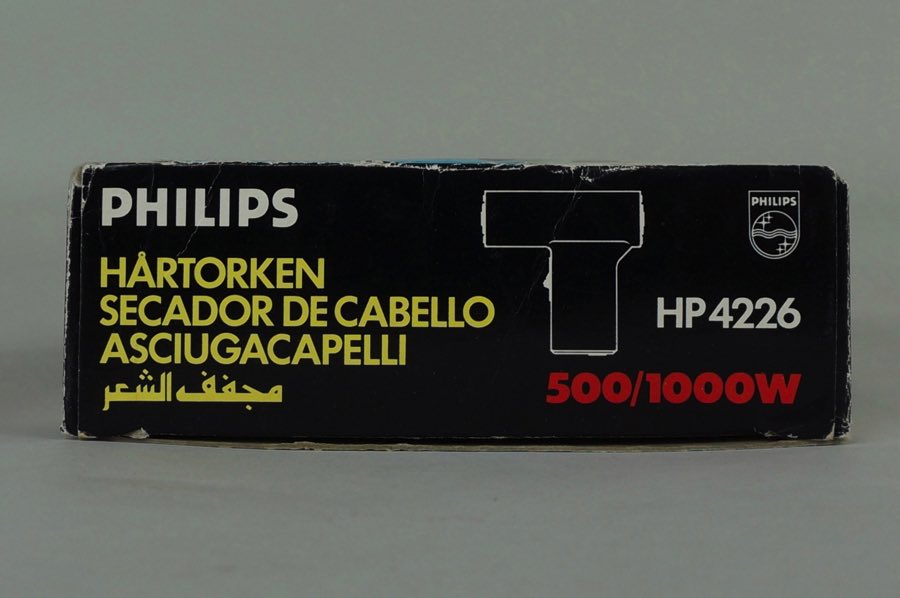 PHILIPS
HÅRTORKEN
SECADOR DE CABELLO
ASCIUGACAPELLI
مجفف الشعر
PHILIPS
HP 4226
500/1000W